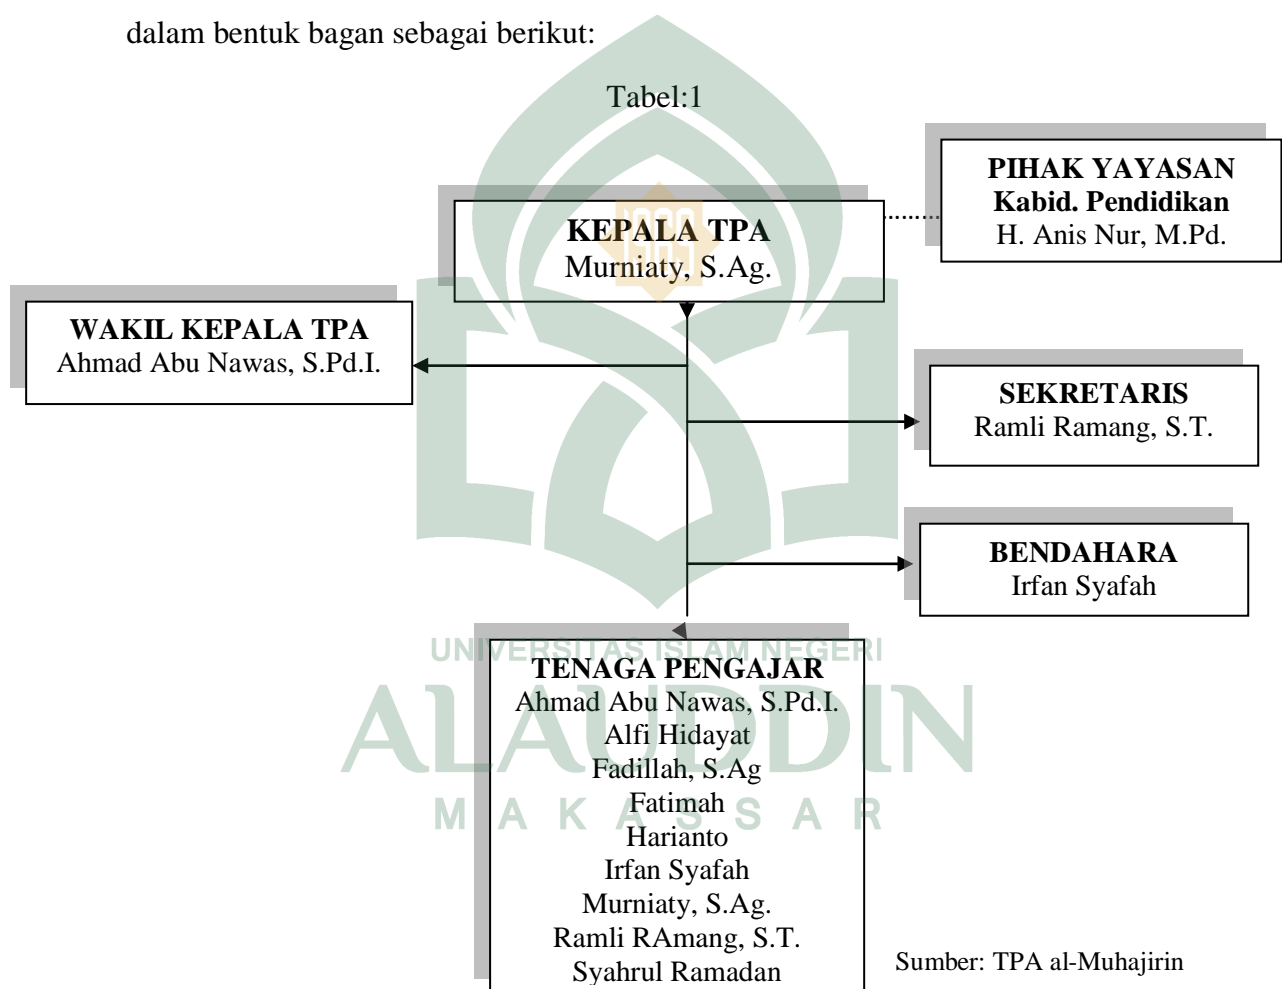 dalam bentuk bagan sebagai berikut:
Tabel:1
PIHAK YAYASAN
Kabid. Pendidikan
H. Anis Nur, M.Pd.
KEPALA TPA
Murniaty, S.Ag.
WAKIL KEPALA TPA
Ahmad Abu Nawas, S.Pd.I.
SEKRETARIS
Ramli Ramang, S.T.
BENDAHARA
Irfan Syafah
TENAGA PENGAJAR
Ahmad Abu Nawas, S.Pd.I.
Alfi Hidayat
Fadillah, S.Ag
Fatimah
Harianto
Irfan Syafah
Murniaty, S.Ag.
Ramli RAmang, S.T.
Syahrul Ramadan
Sumber: TPA al-Muhajirin
UNIVERSITAS ISLAM NEGERI
ALAUDDIN
MAKASSAR